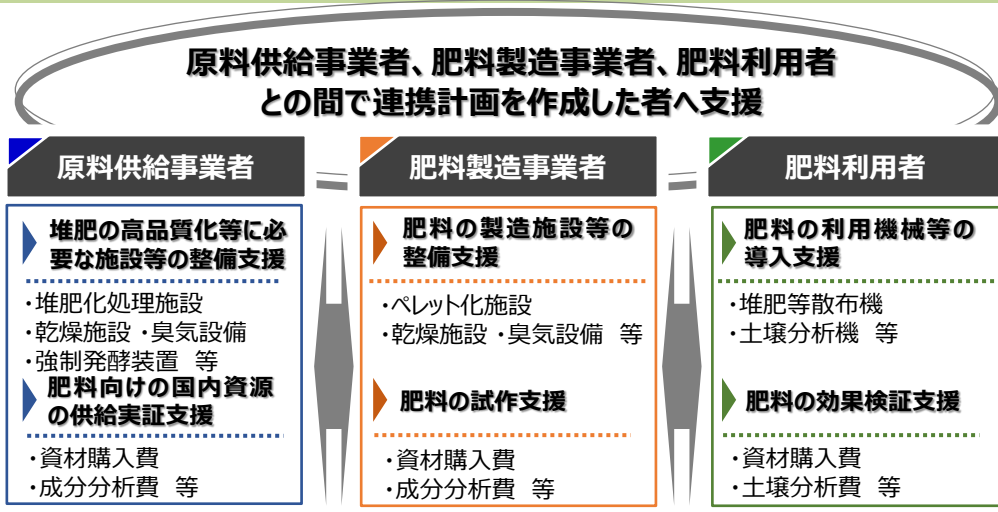 原料供給事業者、肥料製造事業者、肥料利用者
との間で連携計画を作成した者へ支援
原料供給事業者
堆肥の高品質化等に必
要な施設等の整備支援
・堆肥化処理施設
・乾燥施設・臭気設備
・強制発酵装置 等
肥料向けの国内資源
の供給実証支援
・資材購入費
・成分分析費 等
肥料製造事業者
肥料の製造施設等の
整備支援
・ペレット化施設
・乾燥施設・臭気設備 等
肥料の試作支援
・資材購入費
・成分分析費 等
肥料利用者
肥料の利用機械等の
導入支援
・堆肥等散布機
・土壌分析機 等
肥料の効果検証支援
・資材購入費
・土壌分析費 等